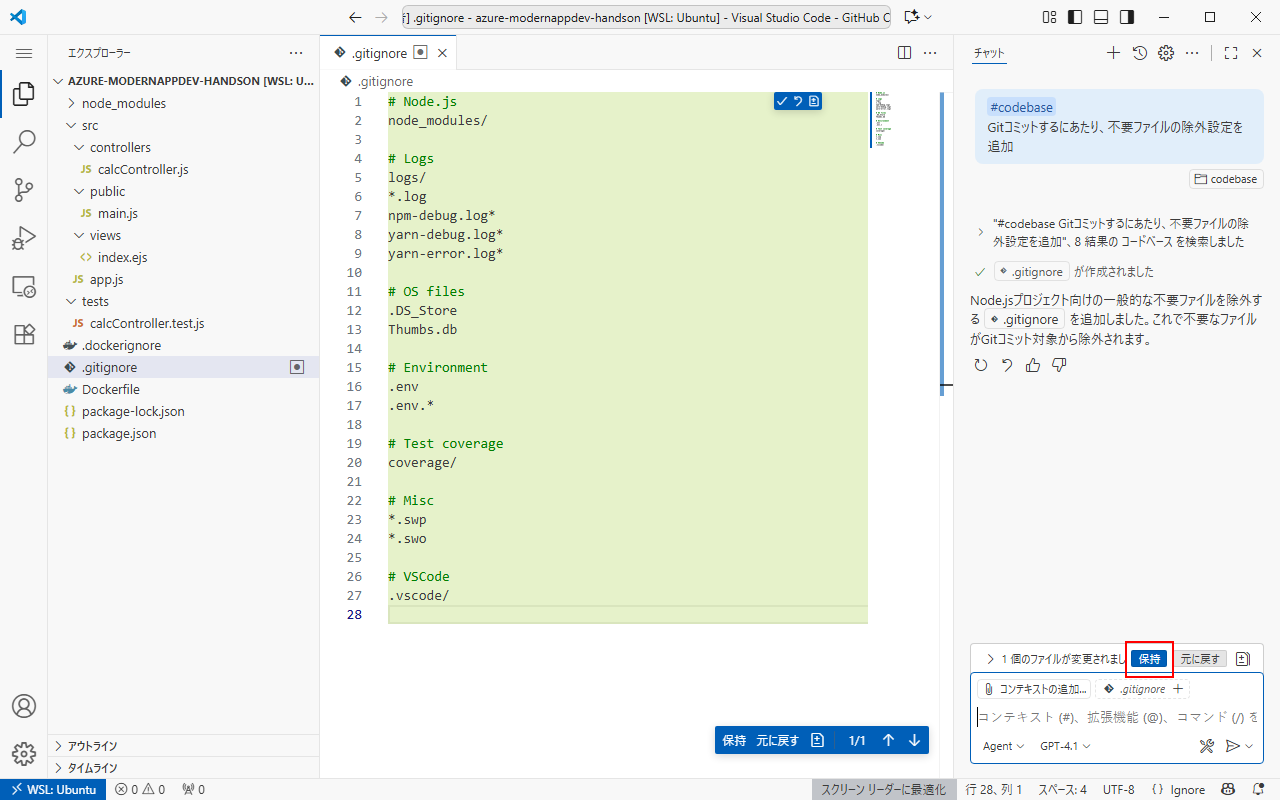 f] .gitignore - azure-modernappdev-handson [WSL: Ubuntu] - Visual Studio Code - GitHub C
エクスプローラー
AZURE-MODERNAPPDEV-HANDSON [WSL: U...
node_modules
src
controllers
JS calcController.js
public
JS main.js
views
<> index.ejs
JS app.js
tests
JS calcController.test.js
.dockerignore
.gitignore
Dockerfile
{} package-lock.json
{} package.json
アウトライン
タイムライン
.gitignore
.gitignore
1 # Node.js
2 node_modules/
3
4 # Logs
5 logs/
6 *.log
7 npm-debug.log*
8 yarn-debug.log*
9 yarn-error.log*
10
11 # OS files
12 .DS_Store
13 Thumbs.db
14
15 # Environment
16 .env
17 .env.*
18
19 # Test coverage
20 coverage/
21
22 # Misc
23 *.swp
24 *.swo
25
26 # VSCode
27 .vscode/
28
保持 元に戻す 1/1
チャット
#codebase
Gitコミットするにあたり、不要ファイルの除外設定を
追加
codebase
"#codebase Gitコミットするにあたり、不要ファイルの除
外設定を追加"、8 結果の コードベース を検索しました
.gitignore が作成されました
Node.jsプロジェクト向けの一般的な不要ファイルを除外す
る .gitignore を追加しました。これで不要なファイル
がGitコミット対象から除外されます。
1 個のファイルが変更されまし 保持 元に戻す
コンテキストの追加... .gitignore
コンテキスト (#)、拡張機能 (@)、コマンド (/) を
Agent GPT-4.1
WSL: Ubuntu 0 0 0 スクリーン リーダーに最適化 行 28、列 1 スペース: 4 UTF-8 {} Ignore